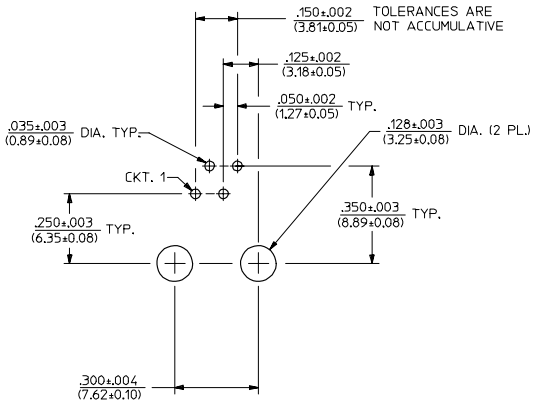 .150±.002
(3.81±0.05)
TOLERANCES ARE
NOT ACCUMULATIVE
.125±.002
(3.18±0.05)
.050±.002
(1.27±0.05)
TYP.
.035±.003
(0.89±0.08)
DIA. TYP.
.128±.003
(3.25±0.08)
DIA. (2 PL.)
CKT. 1
.250±.003
(6.35±0.08)
TYP.
.350±.003
(8.89±0.08)
TYP.
.300±.004
(7.62±0.10)